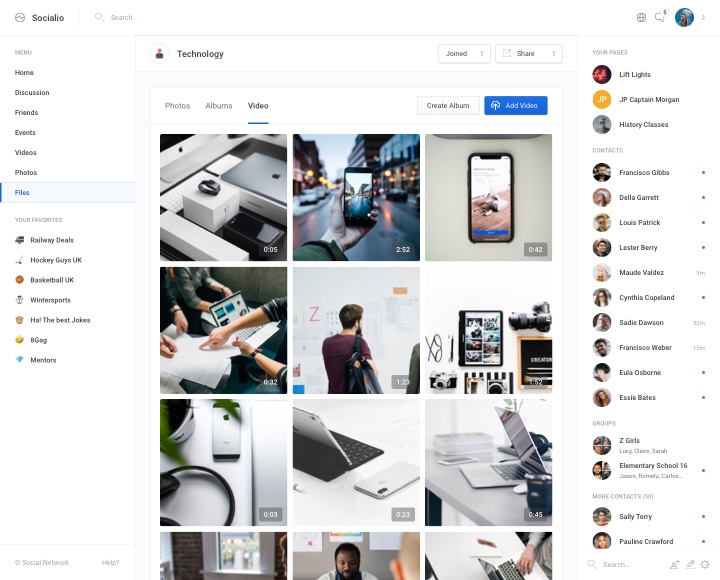 Socialio
Search...
5
MENU
Home
Discussion
Friends
Events
Videos
Photos
Files
YOUR FAVORITES
Railway Deals
Hockey Guys UK
Basketball UK
Wintersports
Ha! The best Jokes
8Gag
Mentors
© Social Network
Help?
Technology
Joined
Share
Photos
Albums
Video
Create Album
Add Video
0:05
2:52
0:42
0:32
Z
1:23
CREATOR
1:52
0:03
0:23
0:45
YOUR PAGES
Lift Lights
JP
JP Captain Morgan
History Classes
CONTACTS
Francisco Gibbs
Della Garrett
Louis Patrick
Lester Berry
Maude Valdez
9m
Cynthia Copeland
Sadie Dawson
32m
Francisco Weber
15m
Eula Osborne
Essie Bates
GROUPS
Z Girls
Lucy, Claire, Sarah
Elementary School 16
Jason, Romelu, Carlos...
MORE CONTACTS (50)
Sally Terry
Pauline Crawford
Search...